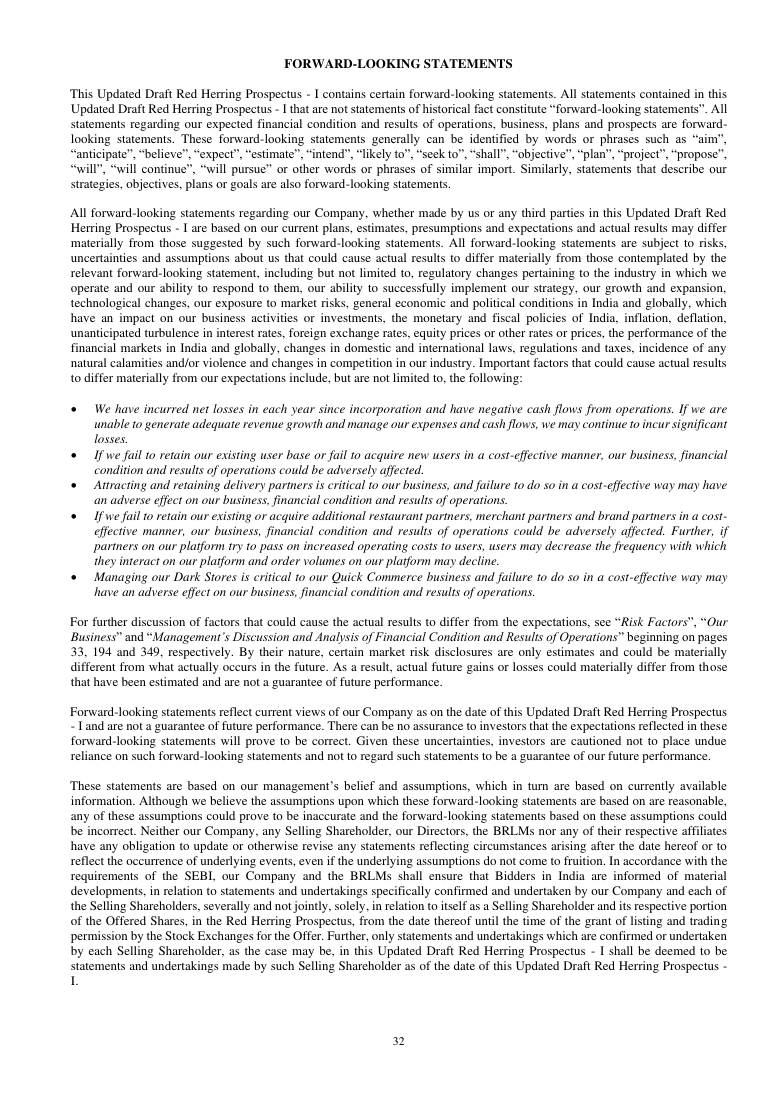 FORWARD-LOOKING STATEMENTS
This Updated Draft Red Herring Prospectus - I contains certain forward-looking statements. All statements contained in this
Updated Draft Red Herring Prospectus - I that are not statements of historical fact constitute “forward-looking statements”. All
statements regarding our expected financial condition and results of operations, business, plans and prospects are forward-
looking statements. These forward-looking statements generally can be identified by words or phrases such as “aim”,
“anticipate”, “believe”, “expect”, “estimate”, “intend”, “likely to”, “seek to”, “shall”, “objective”, “plan”, “project”, “propose”,
“will”, “will continue”, “will pursue” or other words or phrases of similar import. Similarly, statements that describe our
strategies, objectives, plans or goals are also forward-looking statements.
All forward-looking statements regarding our Company, whether made by us or any third parties in this Updated Draft Red
Herring Prospectus - I are based on our current plans, estimates, presumptions and expectations and actual results may differ
materially from those suggested by such forward-looking statements. All forward-looking statements are subject to risks,
uncertainties and assumptions about us that could cause actual results to differ materially from those contemplated by the
relevant forward-looking statement, including but not limited to, regulatory changes pertaining to the industry in which we
operate and our ability to respond to them, our ability to successfully implement our strategy, our growth and expansion,
technological changes, our exposure to market risks, general economic and political conditions in India and globally, which
have an impact on our business activities or investments, the monetary and fiscal policies of India, inflation, deflation,
unanticipated turbulence in interest rates, foreign exchange rates, equity prices or other rates or prices, the performance of the
financial markets in India and globally, changes in domestic and international laws, regulations and taxes, incidence of any
natural calamities and/or violence and changes in competition in our industry. Important factors that could cause actual results
to differ materially from our expectations include, but are not limited to, the following:
• We have incurred net losses in each year since incorporation and have negative cash flows from operations. If we are
unable to generate adequate revenue growth and manage our expenses and cash flows, we may continue to incur significant
losses.
• If we fail to retain our existing user base or fail to acquire new users in a cost-effective manner, our business, financial
condition and results of operations could be adversely affected.
• Attracting and retaining delivery partners is critical to our business, and failure to do so in a cost-effective way may have
an adverse effect on our business, financial condition and results of operations.
• If we fail to retain our existing or acquire additional restaurant partners, merchant partners and brand partners in a cost-
effective manner, our business, financial condition and results of operations could be adversely affected. Further, if
partners on our platform try to pass on increased operating costs to users, users may decrease the frequency with which
they interact on our platform and order volumes on our platform may decline.
• Managing our Dark Stores is critical to our Quick Commerce business and failure to do so in a cost-effective way may
have an adverse effect on our business, financial condition and results of operations.
For further discussion of factors that could cause the actual results to differ from the expectations, see “Risk Factors”, “Our
Business” and “Management’s Discussion and Analysis of Financial Condition and Results of Operations” beginning on pages
33, 194 and 349, respectively. By their nature, certain market risk disclosures are only estimates and could be materially
different from what actually occurs in the future. As a result, actual future gains or losses could materially differ from those
that have been estimated and are not a guarantee of future performance.
Forward-looking statements reflect current views of our Company as on the date of this Updated Draft Red Herring Prospectus
- I and are not a guarantee of future performance. There can be no assurance to investors that the expectations reflected in these
forward-looking statements will prove to be correct. Given these uncertainties, investors are cautioned not to place undue
reliance on such forward-looking statements and not to regard such statements to be a guarantee of our future performance.
These statements are based on our management’s belief and assumptions, which in turn are based on currently available
information. Although we believe the assumptions upon which these forward-looking statements are based on are reasonable,
any of these assumptions could prove to be inaccurate and the forward-looking statements based on these assumptions could
be incorrect. Neither our Company, any Selling Shareholder, our Directors, the BRLMs nor any of their respective affiliates
have any obligation to update or otherwise revise any statements reflecting circumstances arising after the date hereof or to
reflect the occurrence of underlying events, even if the underlying assumptions do not come to fruition. In accordance with the
requirements of the SEBI, our Company and the BRLMs shall ensure that Bidders in India are informed of material
developments, in relation to statements and undertakings specifically confirmed and undertaken by our Company and each of
the Selling Shareholders, severally and not jointly, solely, in relation to itself as a Selling Shareholder and its respective portion
of the Offered Shares, in the Red Herring Prospectus, from the date thereof until the time of the grant of listing and trading
permission by the Stock Exchanges for the Offer. Further, only statements and undertakings which are confirmed or undertaken
by each Selling Shareholder, as the case may be, in this Updated Draft Red Herring Prospectus - I shall be deemed to be
statements and undertakings made by such Selling Shareholder as of the date of this Updated Draft Red Herring Prospectus -
I.
32